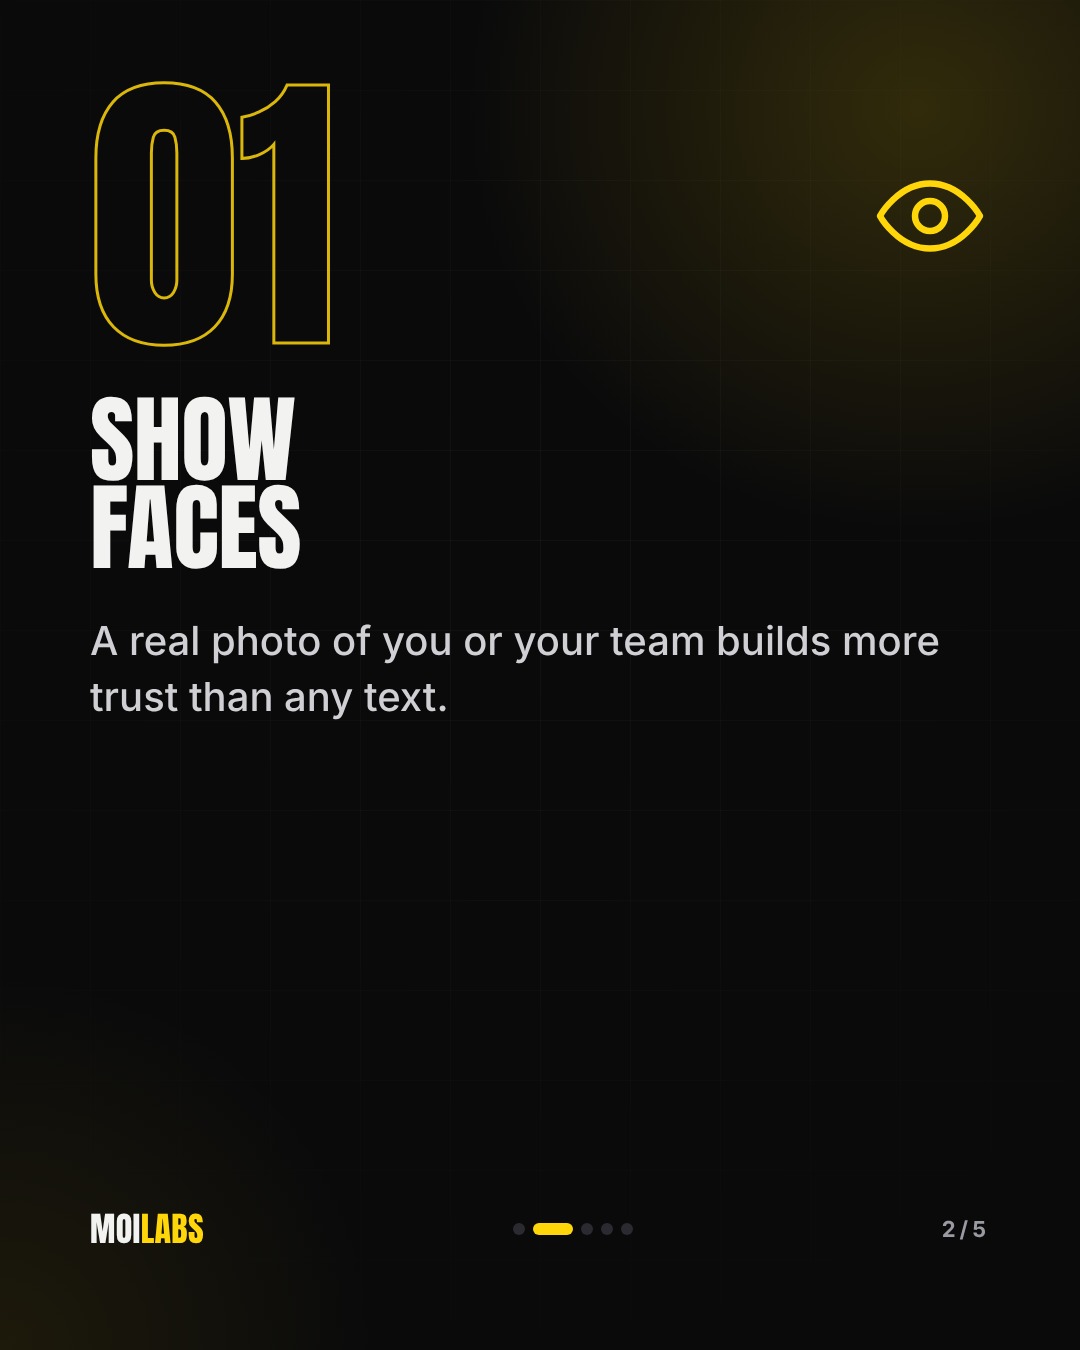 01
SHOW
FACES
A real photo of you or your team builds more
trust than any text.
MOILABS
2/5